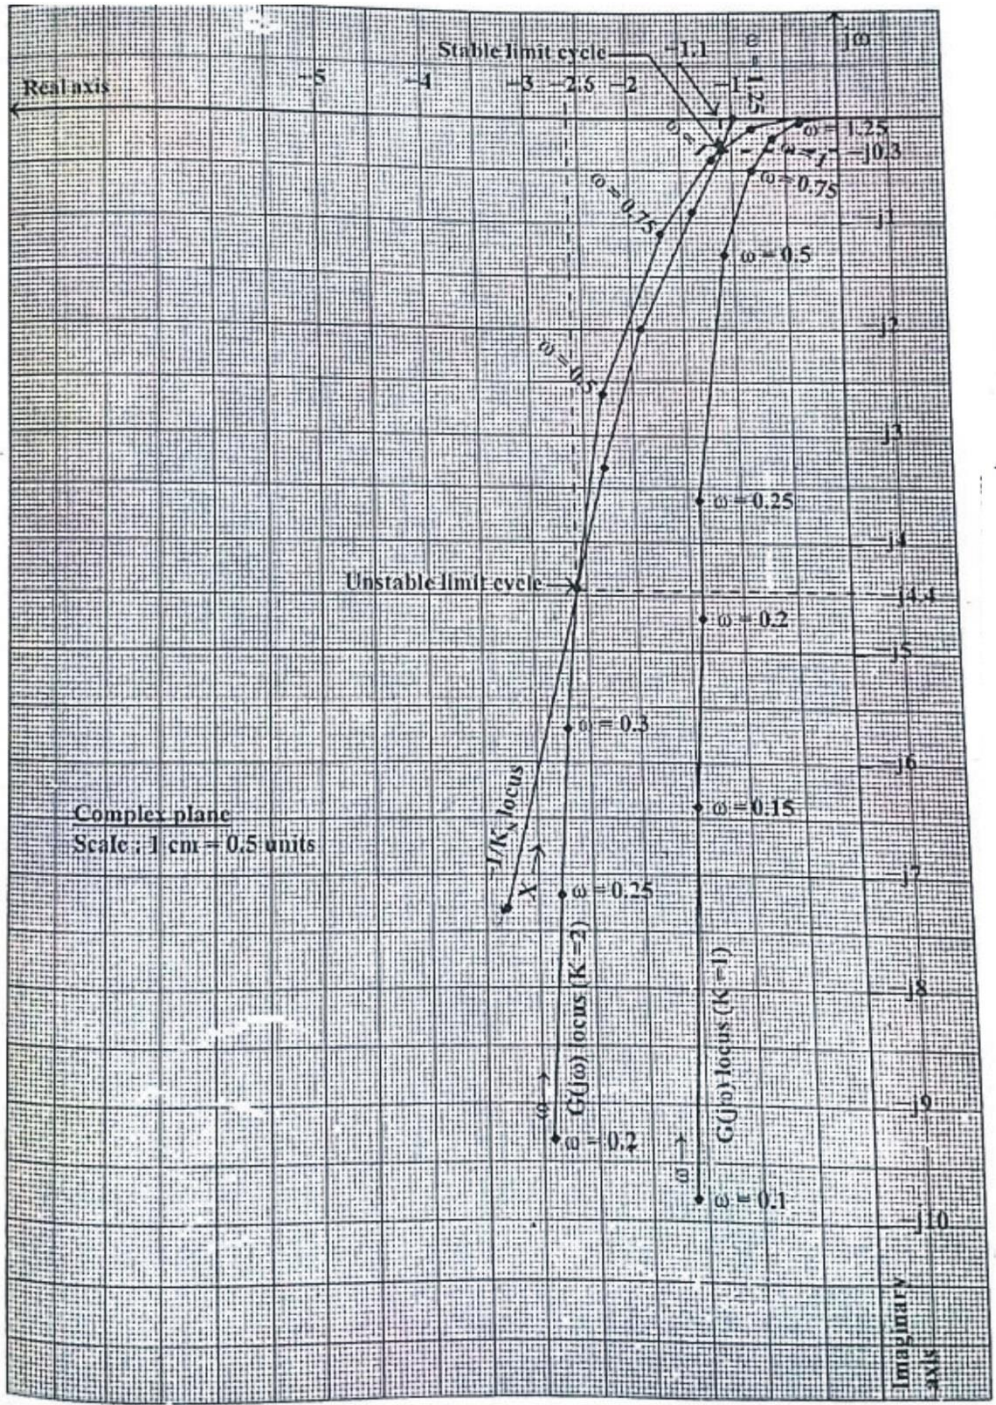 Stable limit cycle
-1.1
ω = 1.25
jω
Real axis
-5
-4
-3
-2.5
-2
-1
ω = 1
ω = 1.25
ω = 1
-j0.3
ω = 0.75
ω = 0.75
-j1
ω = 0.5
-j2
ω = 0.5
-j3
ω = 0.25
-j4
Unstable limit cycle
-j4.4
ω = 0.2
-j5
ω = 0.3
-j6
-1/K_N locus
X →
ω = 0.15
Complex plane
Scale : 1 cm = 0.5 units
-j7
ω = 0.25
G(jω) locus (K = 2)
G(jω) locus (K = 1)
-j8
-j9
ω →
ω = 0.2
ω →
ω = 0.1
-j10
Imaginary
axis